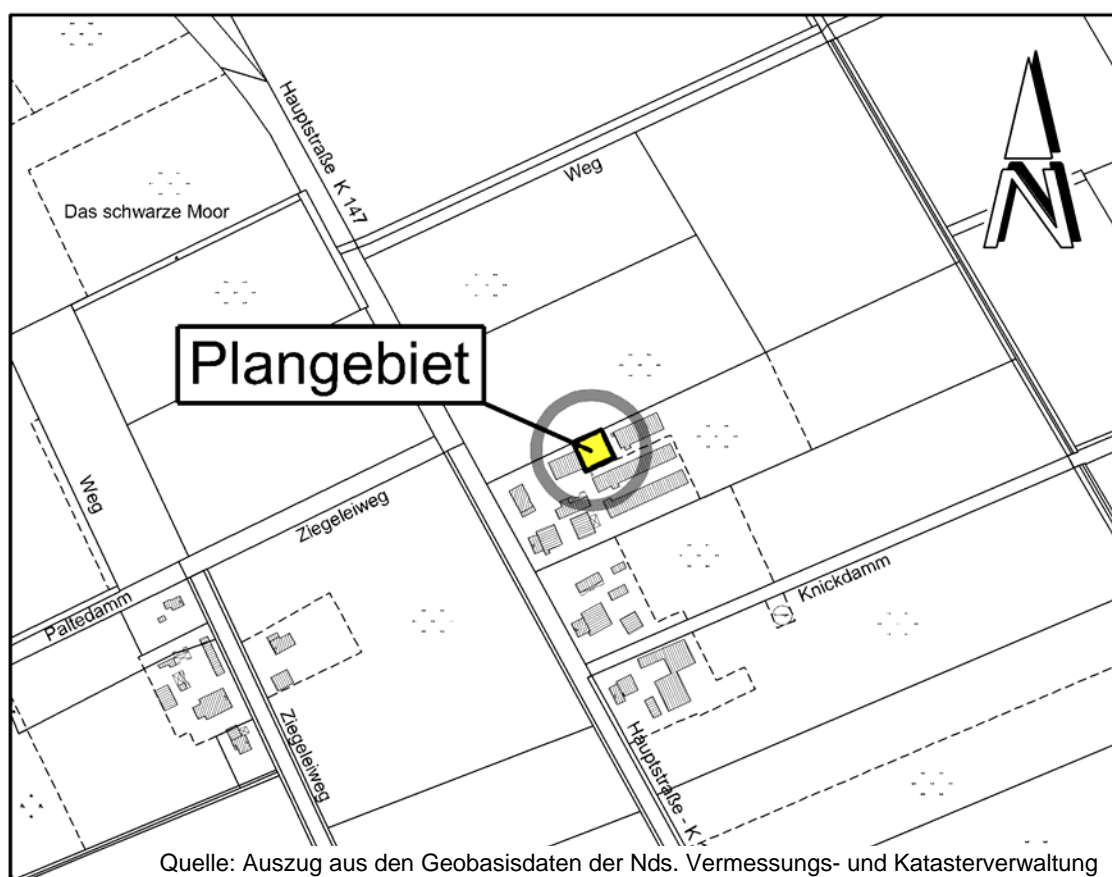 Hauptstraße K 147
Weg
Das schwarze Moor
N
Plangebiet
Weg
Ziegeleiweg
Knickdamm
Paltedamm
Ziegeleiweg
Hauptstraße - K
Quelle: Auszug aus den Geobasisdaten der Nds. Vermessungs- und Katasterverwaltung